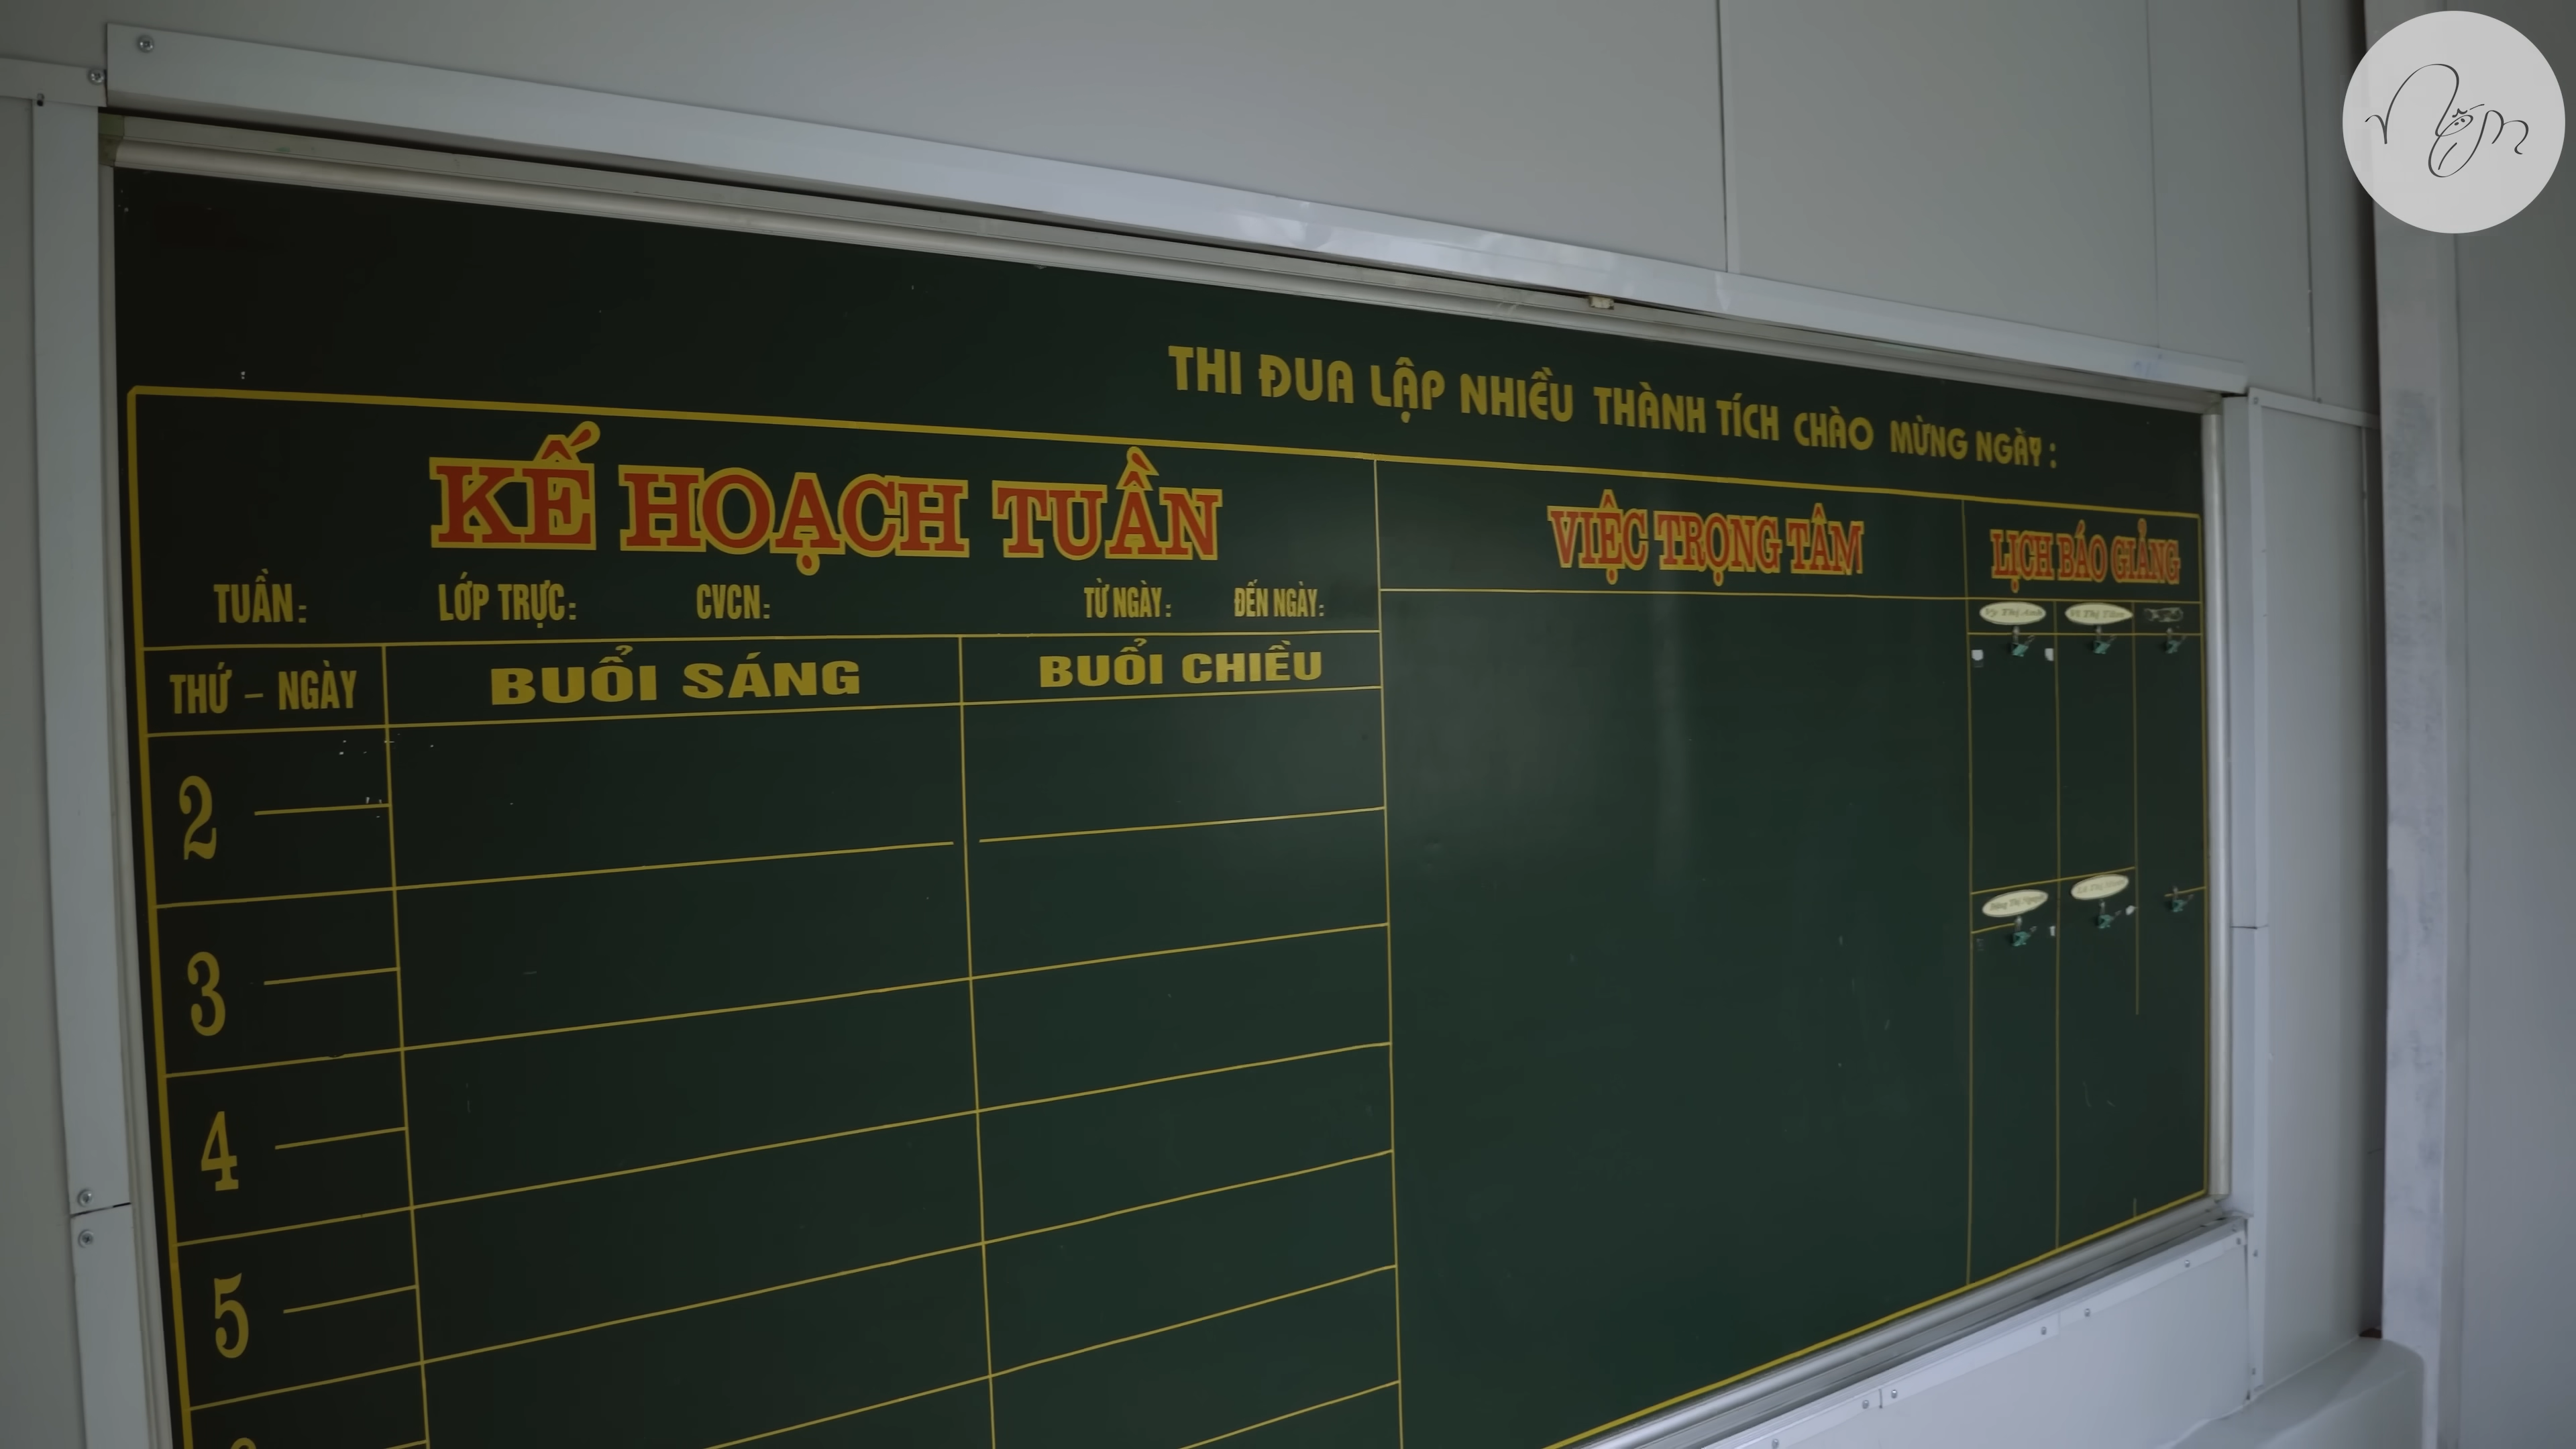 THI ĐUA LẬP NHIỀU THÀNH TÍCH CHÀO MỪNG NGÀY :
KẾ HOẠCH TUẦN
VIỆC TRỌNG TÂM
LỊCH BÁO GIẢNG
TUẦN: LỚP TRỰC: CVCN: TỪ NGÀY: ĐẾN NGÀY:
THỨ – NGÀY
BUỔI SÁNG
BUỔI CHIỀU
2
3
4
5